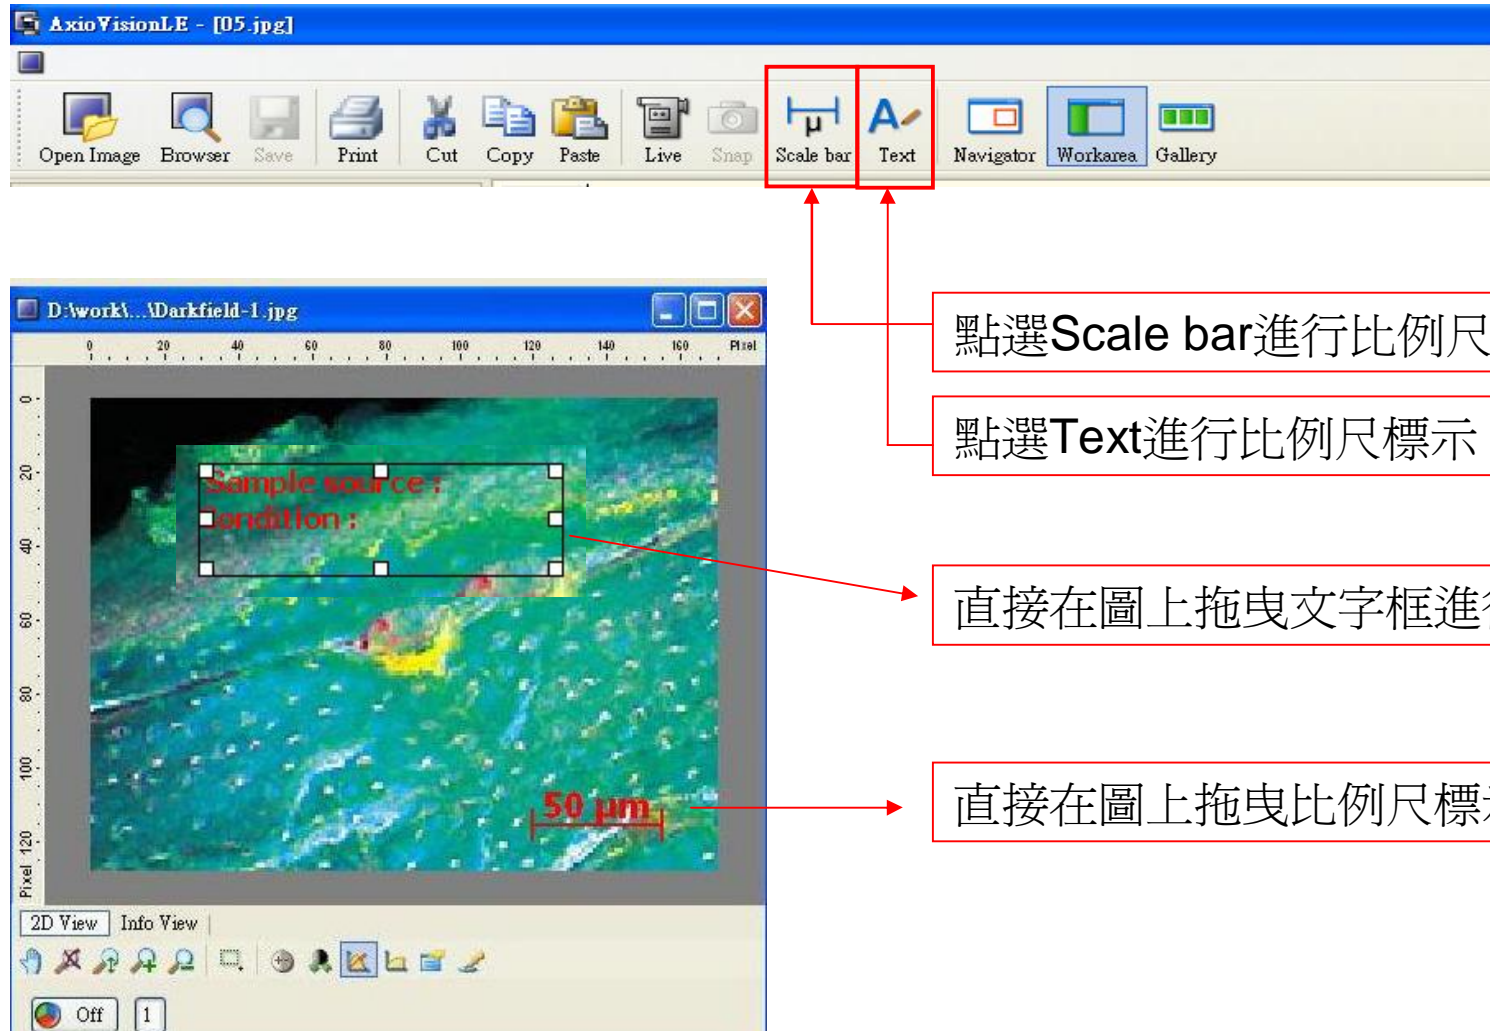 AxioVisionLE - [05.jpg]
Open Image Browser Save Print Cut Copy Paste Live Snap Scale bar Text Navigator Workarea Gallery
D:\work\...\Darkfield-1.jpg
0 20 40 60 80 100 120 140 160 Pixel
0
20
40
60
80
100
120
Pixel
Sample source :
Condition :
50 µm
2D View Info View
Off 1
點選Scale bar進行比例尺
點選Text進行比例尺標示
直接在圖上拖曳文字框進
直接在圖上拖曳比例尺標